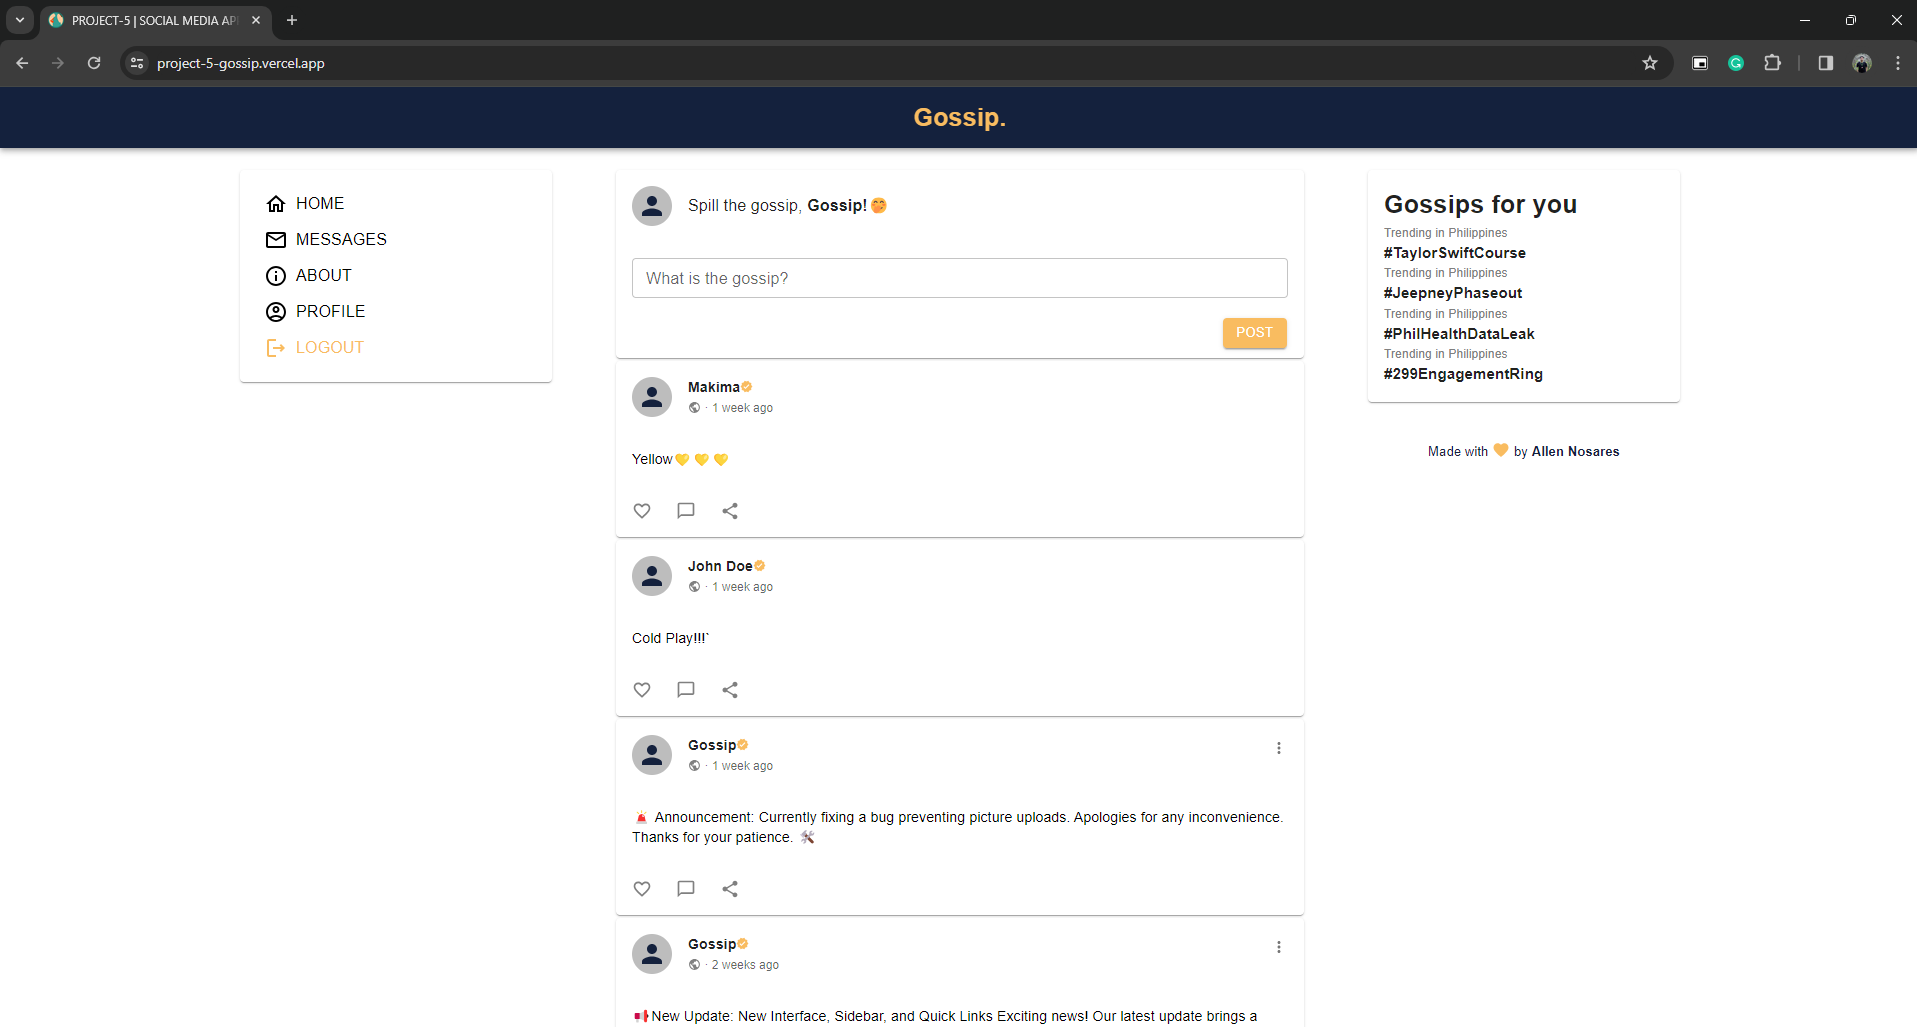 PROJECT-5 | SOCIAL MEDIA AP
project-5-gossip.vercel.app
Gossip.
HOME
MESSAGES
ABOUT
PROFILE
LOGOUT
Spill the gossip, Gossip!🤭
What is the gossip?
POST
Makima
· 1 week ago
Yellow💛💛💛
John Doe
· 1 week ago
Cold Play!!!`
Gossip
· 1 week ago
🚨 Announcement: Currently fixing a bug preventing picture uploads. Apologies for any inconvenience.
Thanks for your patience. 🛠️
Gossip
· 2 weeks ago
📢New Update: New Interface, Sidebar, and Quick Links Exciting news! Our latest update brings a
Gossips for you
Trending in Philippines
#TaylorSwiftCourse
Trending in Philippines
#JeepneyPhaseout
Trending in Philippines
#PhilHealthDataLeak
Trending in Philippines
#299EngagementRing
Made with 🧡 by Allen Nosares